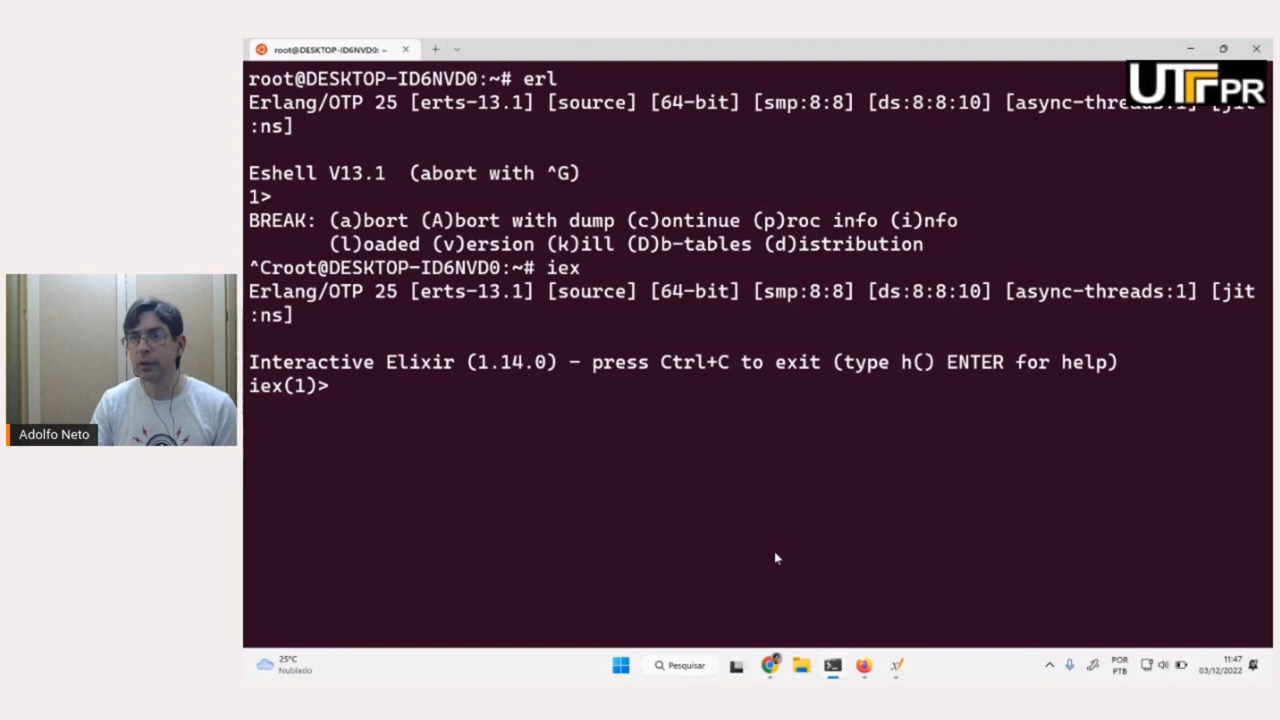 root@DESKTOP-ID6NVD0: ~
UTFPR
root@DESKTOP-ID6NVD0:~# erl
Erlang/OTP 25 [erts-13.1] [source] [64-bit] [smp:8:8] [ds:8:8:10] [async-threads:1] [jit
:ns]
Eshell V13.1  (abort with ^G)
1>
BREAK: (a)bort (A)bort with dump (c)ontinue (p)roc info (i)nfo
       (l)oaded (v)ersion (k)ill (D)b-tables (d)istribution
^Croot@DESKTOP-ID6NVD0:~# iex
Erlang/OTP 25 [erts-13.1] [source] [64-bit] [smp:8:8] [ds:8:8:10] [async-threads:1] [jit
:ns]
Interactive Elixir (1.14.0) - press Ctrl+C to exit (type h() ENTER for help)
iex(1)>
Adolfo Neto
25°C
Nublado
Pesquisar
POR
PTB
11:47
03/12/2022